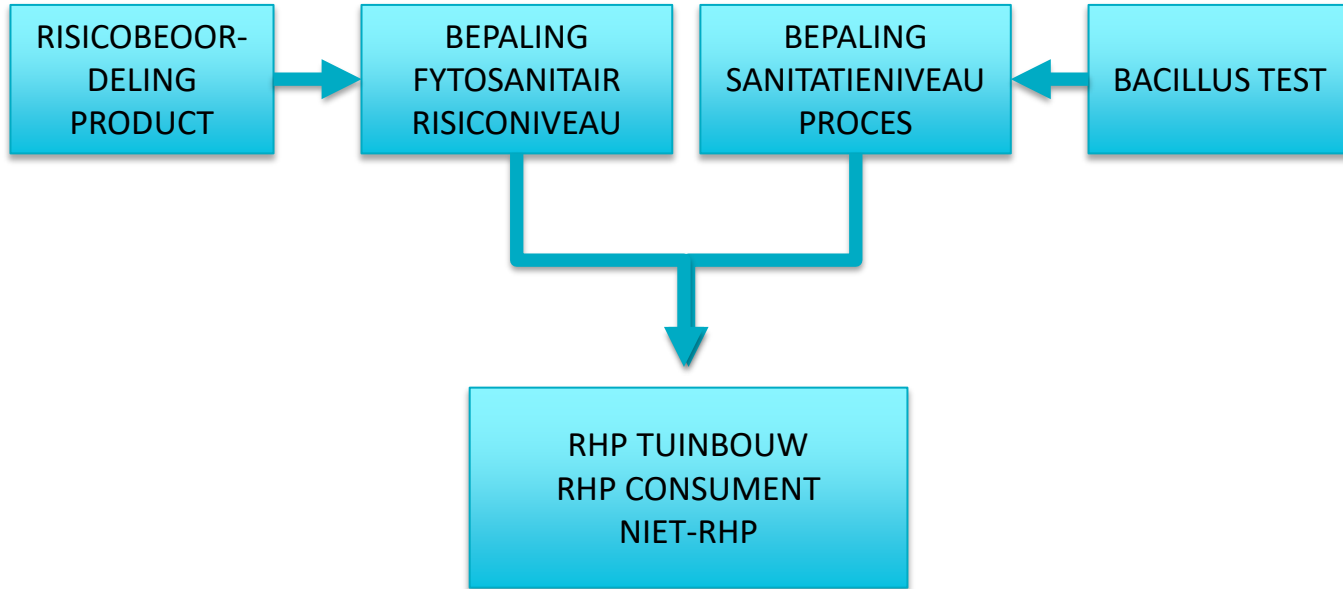 RISICOBEOOR-
DELING
PRODUCT
BEPALING
FYTOSANITAIR
RISICONIVEAU
BEPALING
SANITATIENIVEAU
PROCES
BACILLUS TEST
RHP TUINBOUW
RHP CONSUMENT
NIET-RHP